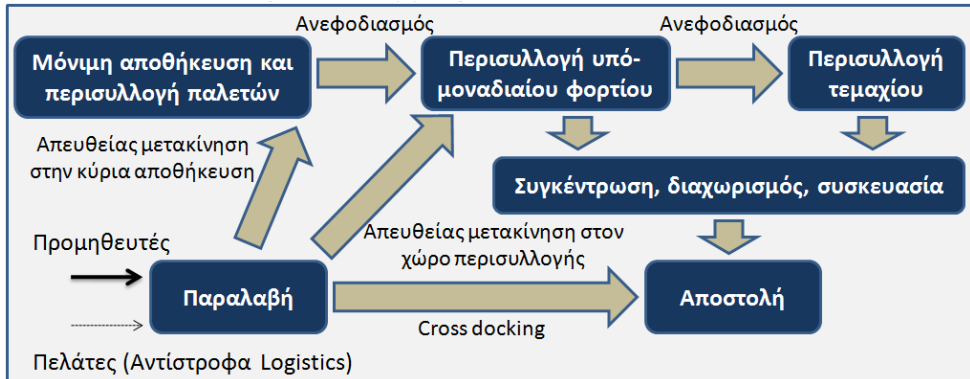 Ανεφοδιασμός
Ανεφοδιασμός
Μόνιμη αποθήκευση και
περισυλλογή παλετών
Περισυλλογή υπό-
μοναδιαίου φορτίου
Περισυλλογή
τεμαχίου
Απευθείας μετακίνηση
στην κύρια αποθήκευση
Συγκέντρωση, διαχωρισμός, συσκευασία
Προμηθευτές
Απευθείας μετακίνηση στον
χώρο περισυλλογής
Παραλαβή
Αποστολή
Cross docking
Πελάτες (Αντίστροφα Logistics)